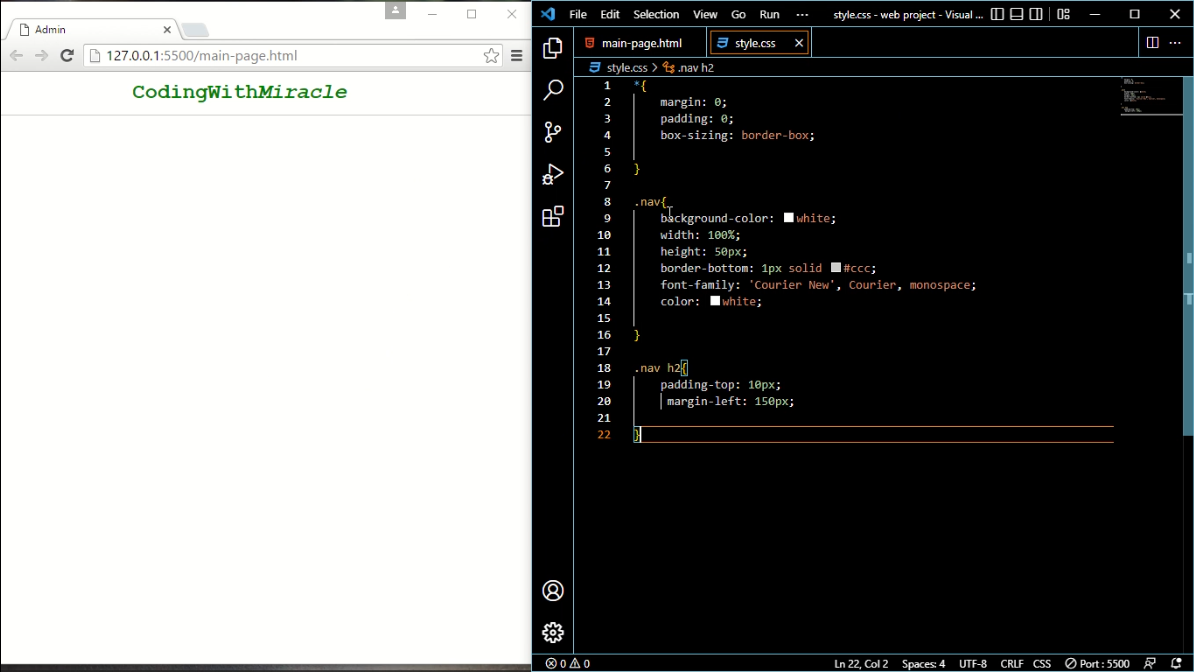 Admin
127.0.0.1:5500/main-page.html
CodingWithMiracle
File Edit Selection View Go Run ··· style.css - web project - Visual ...
main-page.html style.css
style.css > .nav h2
1 *{
2 margin: 0;
3 padding: 0;
4 box-sizing: border-box;
5
6 }
7
8 .nav{
9 background-color: white;
10 width: 100%;
11 height: 50px;
12 border-bottom: 1px solid #ccc;
13 font-family: 'Courier New', Courier, monospace;
14 color: white;
15
16 }
17
18 .nav h2{
19 padding-top: 10px;
20 margin-left: 150px;
21
22 }
0 0 Ln 22, Col 2 Spaces: 4 UTF-8 CRLF CSS Port : 5500